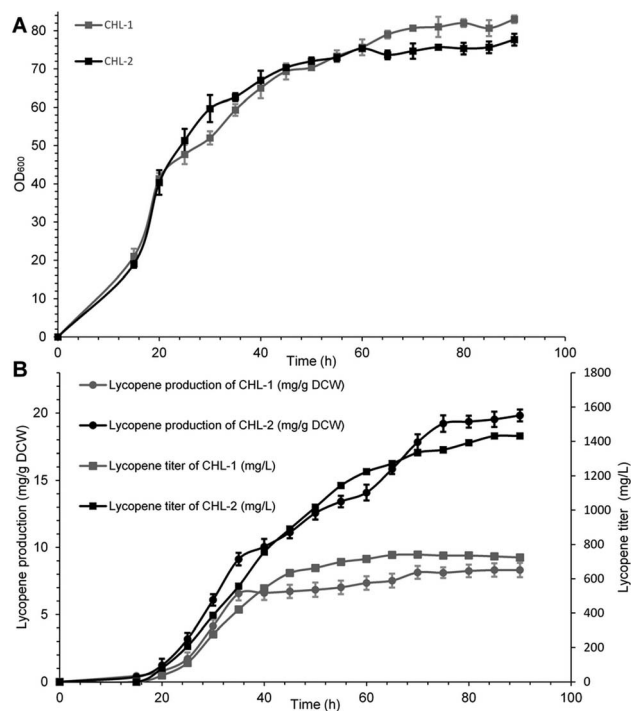 A
CHL-1
CHL-2
OD600
80
70
60
50
40
30
20
10
0
0
20
40
60
80
100
Time (h)
B
Lycopene production of CHL-1 (mg/g DCW)
Lycopene production of CHL-2 (mg/g DCW)
Lycopene titer of CHL-1 (mg/L)
Lycopene titer of CHL-2 (mg/L)
Lycopene production (mg/g DCW)
20
15
10
5
0
Lycopene titer (mg/L)
1800
1600
1400
1200
1000
800
600
400
200
0
0
20
40
60
80
100
Time (h)